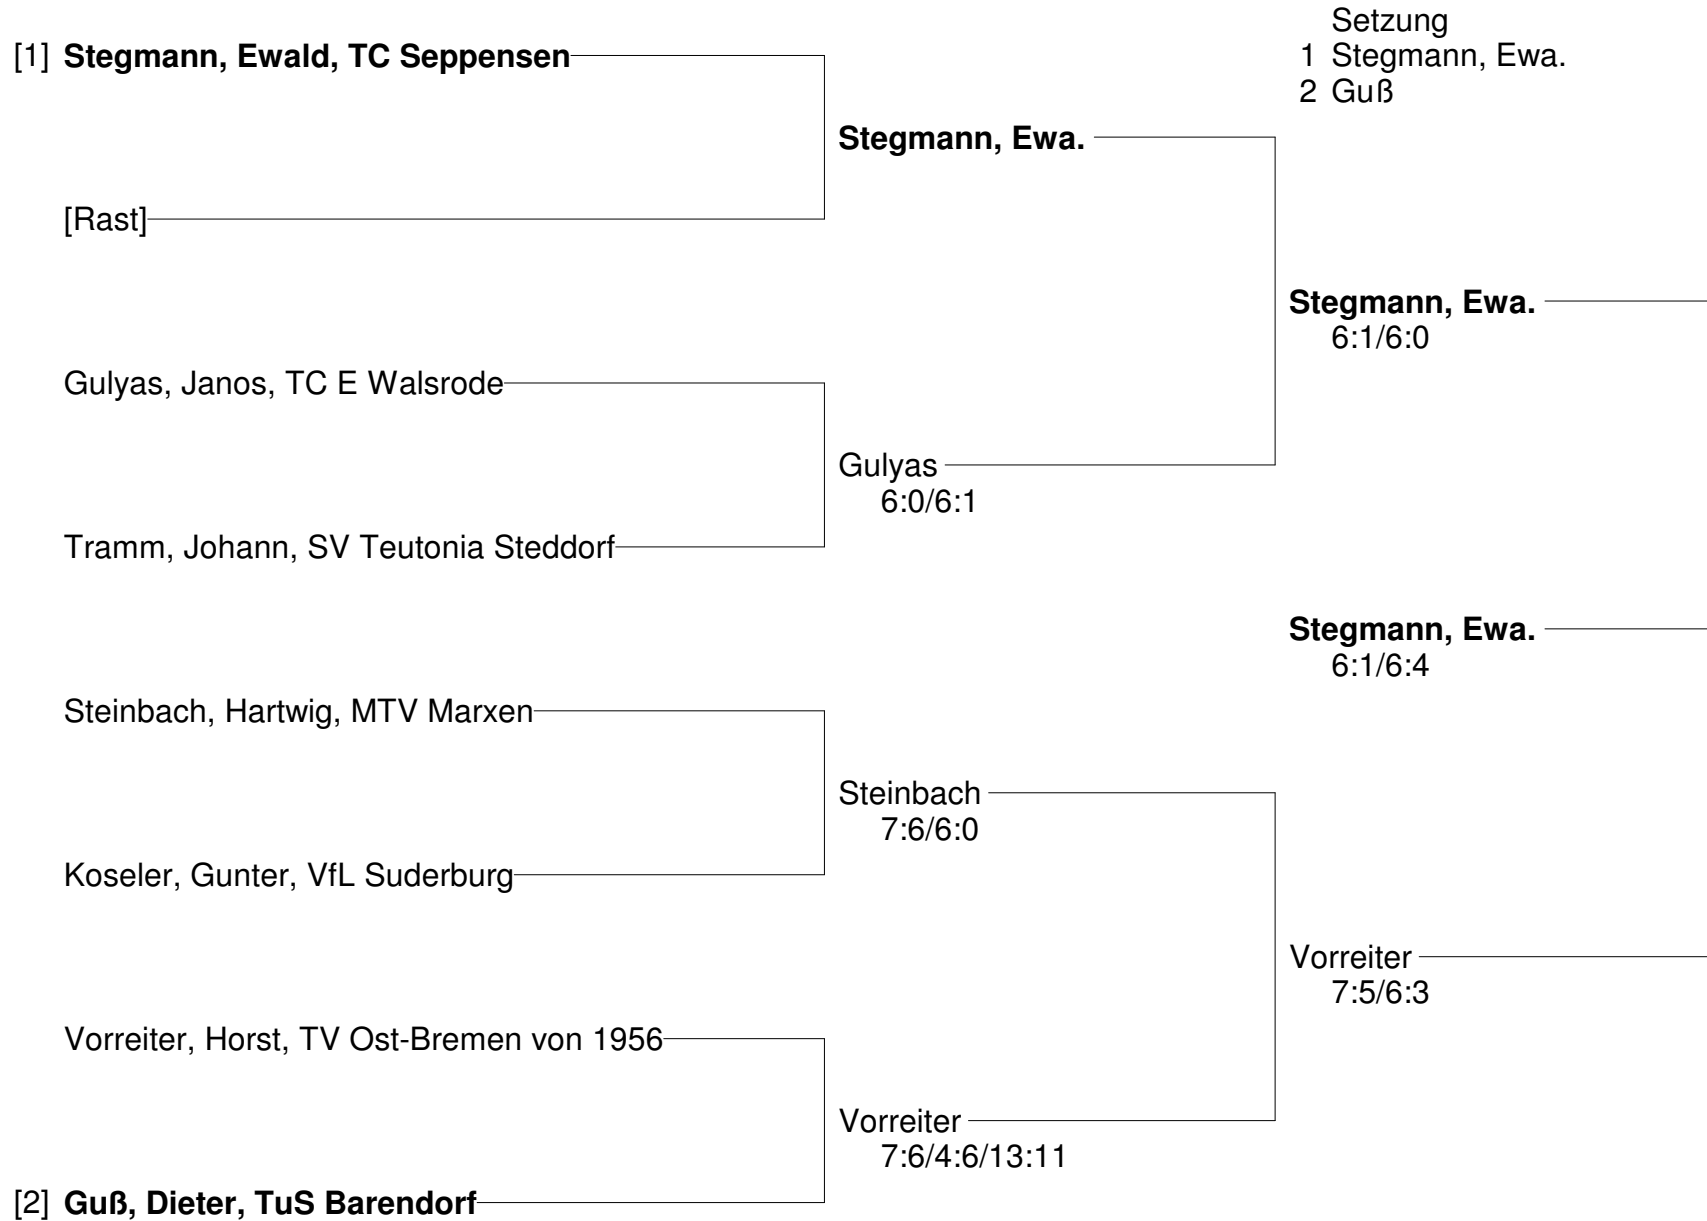 Setzung
[1] Stegmann, Ewald, TC Seppensen
1 Stegmann, Ewa.
2 Guß
Stegmann, Ewa.
[Rast]
Stegmann, Ewa.
6:1/6:0
Gulyas, Janos, TC E Walsrode
Gulyas
6:0/6:1
Tramm, Johann, SV Teutonia Steddorf
Stegmann, Ewa.
6:1/6:4
Steinbach, Hartwig, MTV Marxen
Steinbach
7:6/6:0
Koseler, Gunter, VfL Suderburg
Vorreiter
7:5/6:3
Vorreiter, Horst, TV Ost-Bremen von 1956
Vorreiter
7:6/4:6/13:11
[2] Guß, Dieter, TuS Barendorf